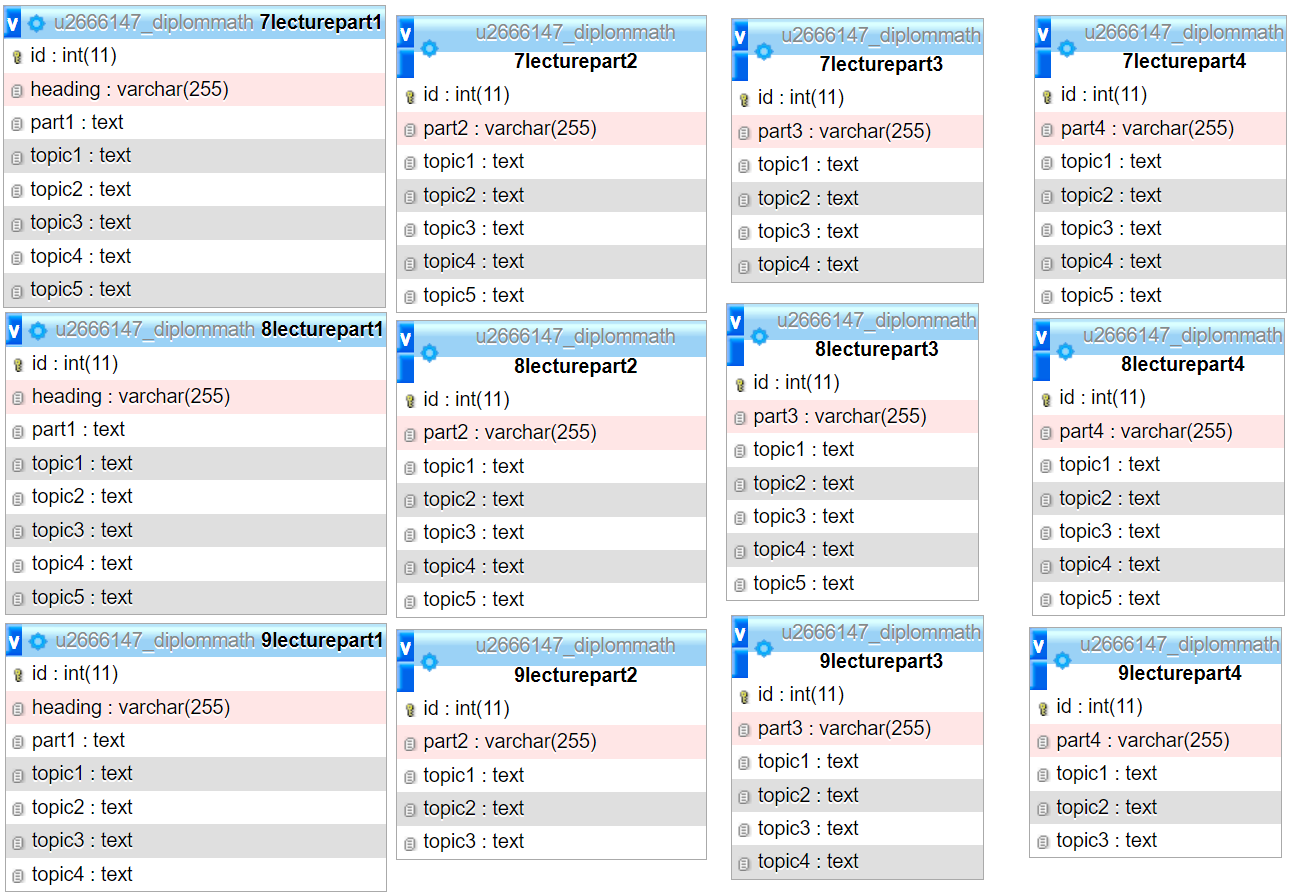 u2666147_diplommath 7lecturepart1
id : int(11)
heading : varchar(255)
part1 : text
topic1 : text
topic2 : text
topic3 : text
topic4 : text
topic5 : text
u2666147_diplommath
7lecturepart2
id : int(11)
part2 : varchar(255)
topic1 : text
topic2 : text
topic3 : text
topic4 : text
topic5 : text
u2666147_diplommath
7lecturepart3
id : int(11)
part3 : varchar(255)
topic1 : text
topic2 : text
topic3 : text
topic4 : text
u2666147_diplommath
7lecturepart4
id : int(11)
part4 : varchar(255)
topic1 : text
topic2 : text
topic3 : text
topic4 : text
topic5 : text
u2666147_diplommath 8lecturepart1
id : int(11)
heading : varchar(255)
part1 : text
topic1 : text
topic2 : text
topic3 : text
topic4 : text
topic5 : text
u2666147_diplommath
8lecturepart2
id : int(11)
part2 : varchar(255)
topic1 : text
topic2 : text
topic3 : text
topic4 : text
topic5 : text
u2666147_diplommath
8lecturepart3
id : int(11)
part3 : varchar(255)
topic1 : text
topic2 : text
topic3 : text
topic4 : text
topic5 : text
u2666147_diplommath
8lecturepart4
id : int(11)
part4 : varchar(255)
topic1 : text
topic2 : text
topic3 : text
topic4 : text
topic5 : text
u2666147_diplommath 9lecturepart1
id : int(11)
heading : varchar(255)
part1 : text
topic1 : text
topic2 : text
topic3 : text
topic4 : text
u2666147_diplommath
9lecturepart2
id : int(11)
part2 : varchar(255)
topic1 : text
topic2 : text
topic3 : text
u2666147_diplommath
9lecturepart3
id : int(11)
part3 : varchar(255)
topic1 : text
topic2 : text
topic3 : text
topic4 : text
u2666147_diplommath
9lecturepart4
id : int(11)
part4 : varchar(255)
topic1 : text
topic2 : text
topic3 : text